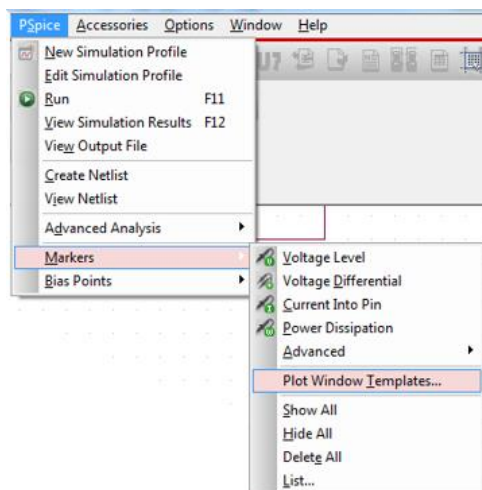 PSpice Accessories Options Window Help
New Simulation Profile
Edit Simulation Profile
Run F11
View Simulation Results F12
View Output File
Create Netlist
View Netlist
Advanced Analysis
Markers
Bias Points
Voltage Level
Voltage Differential
Current Into Pin
Power Dissipation
Advanced
Plot Window Templates...
Show All
Hide All
Delete All
List...